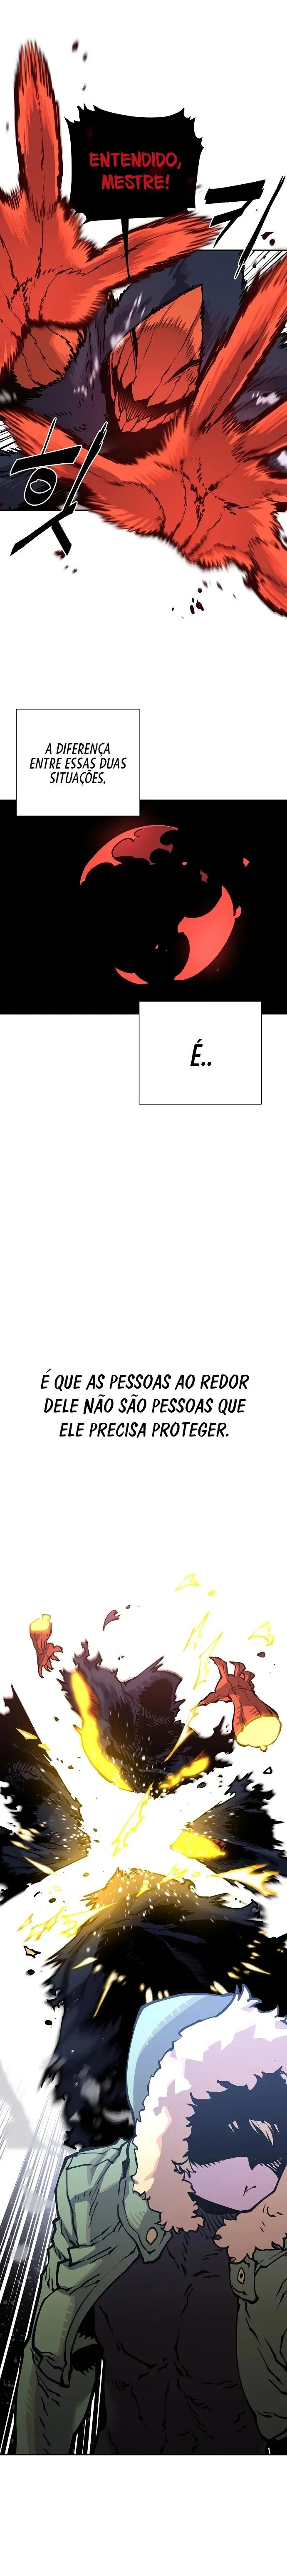 ENTENDIDO,
MESTRE!
A DIFERENÇA
ENTRE ESSAS DUAS
SITUAÇÕES,
É..
É QUE AS PESSOAS AO REDOR
DELE NÃO SÃO PESSOAS QUE
ELE PRECISA PROTEGER.